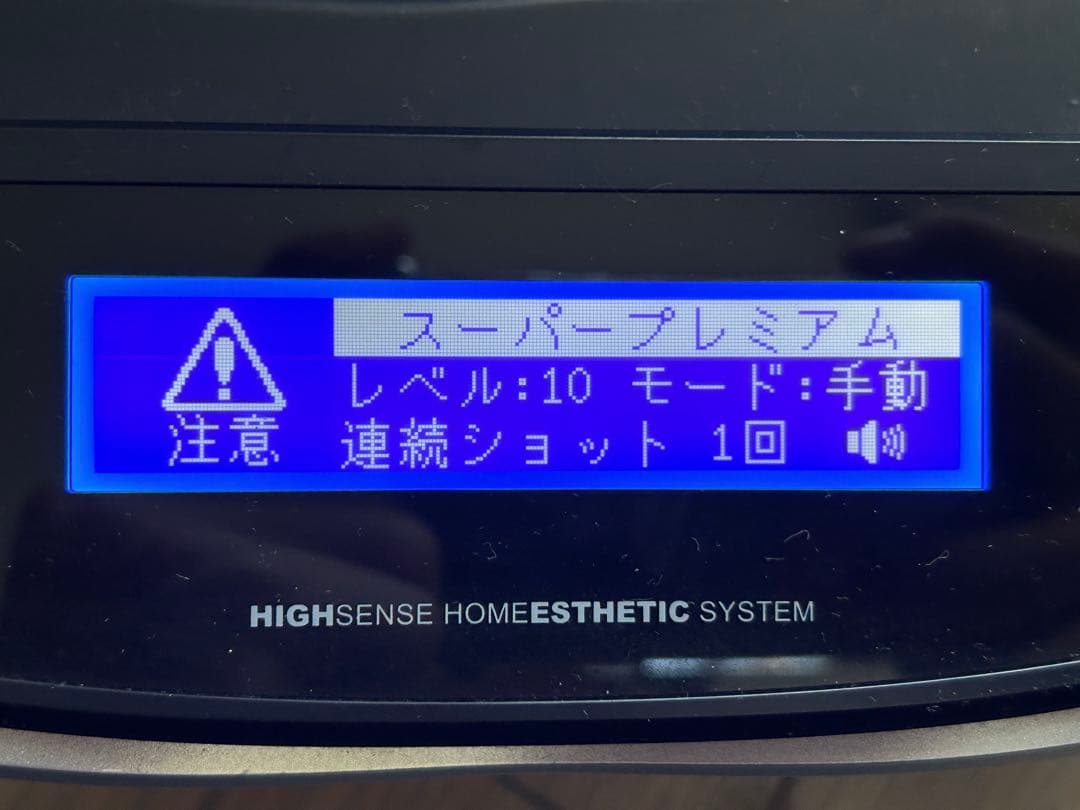 スーパープレミアム
レベル:10 モード:手動
連続ショット 1回
注意
HIGHSENSE HOMEESTHETIC SYSTEM